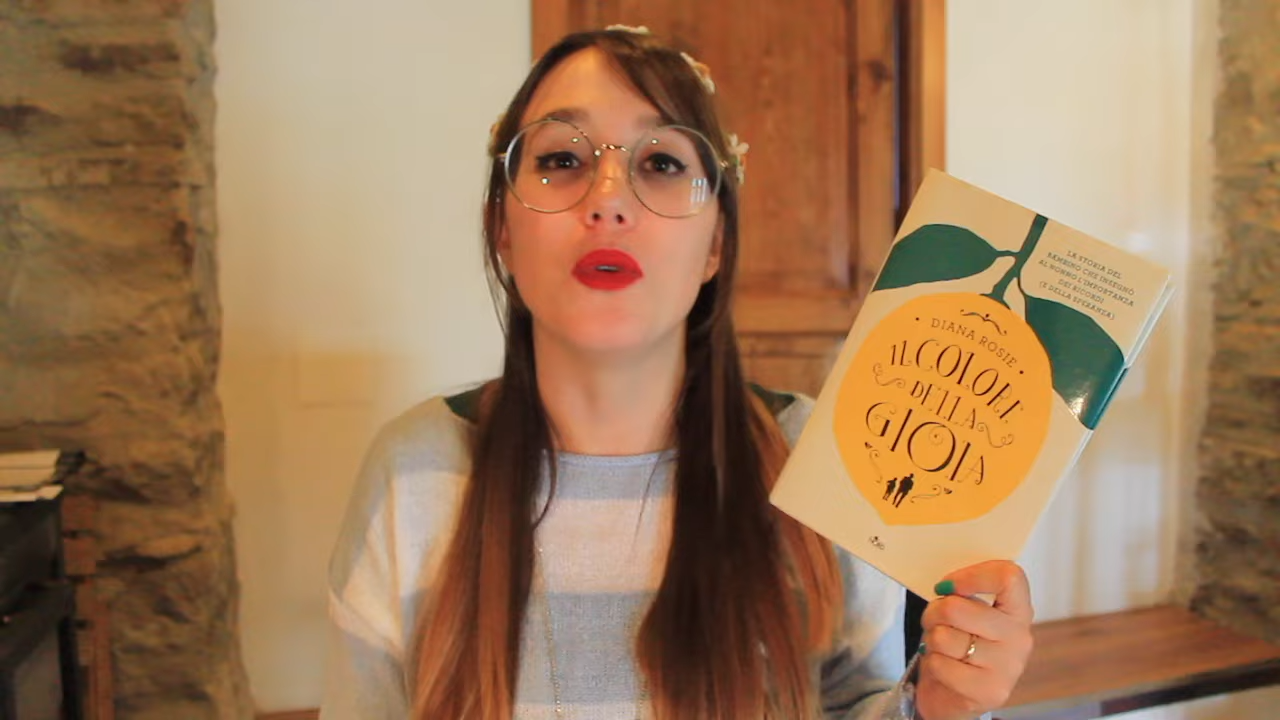 LA STORIA DEL
BAMBINO CHE INSEGNÒ
AL NONNO L'IMPORTANZA
DEI RICORDI
(E DELLA SPERANZA)
DIANA ROSIE
IL COLORE
DELLA
GIOIA